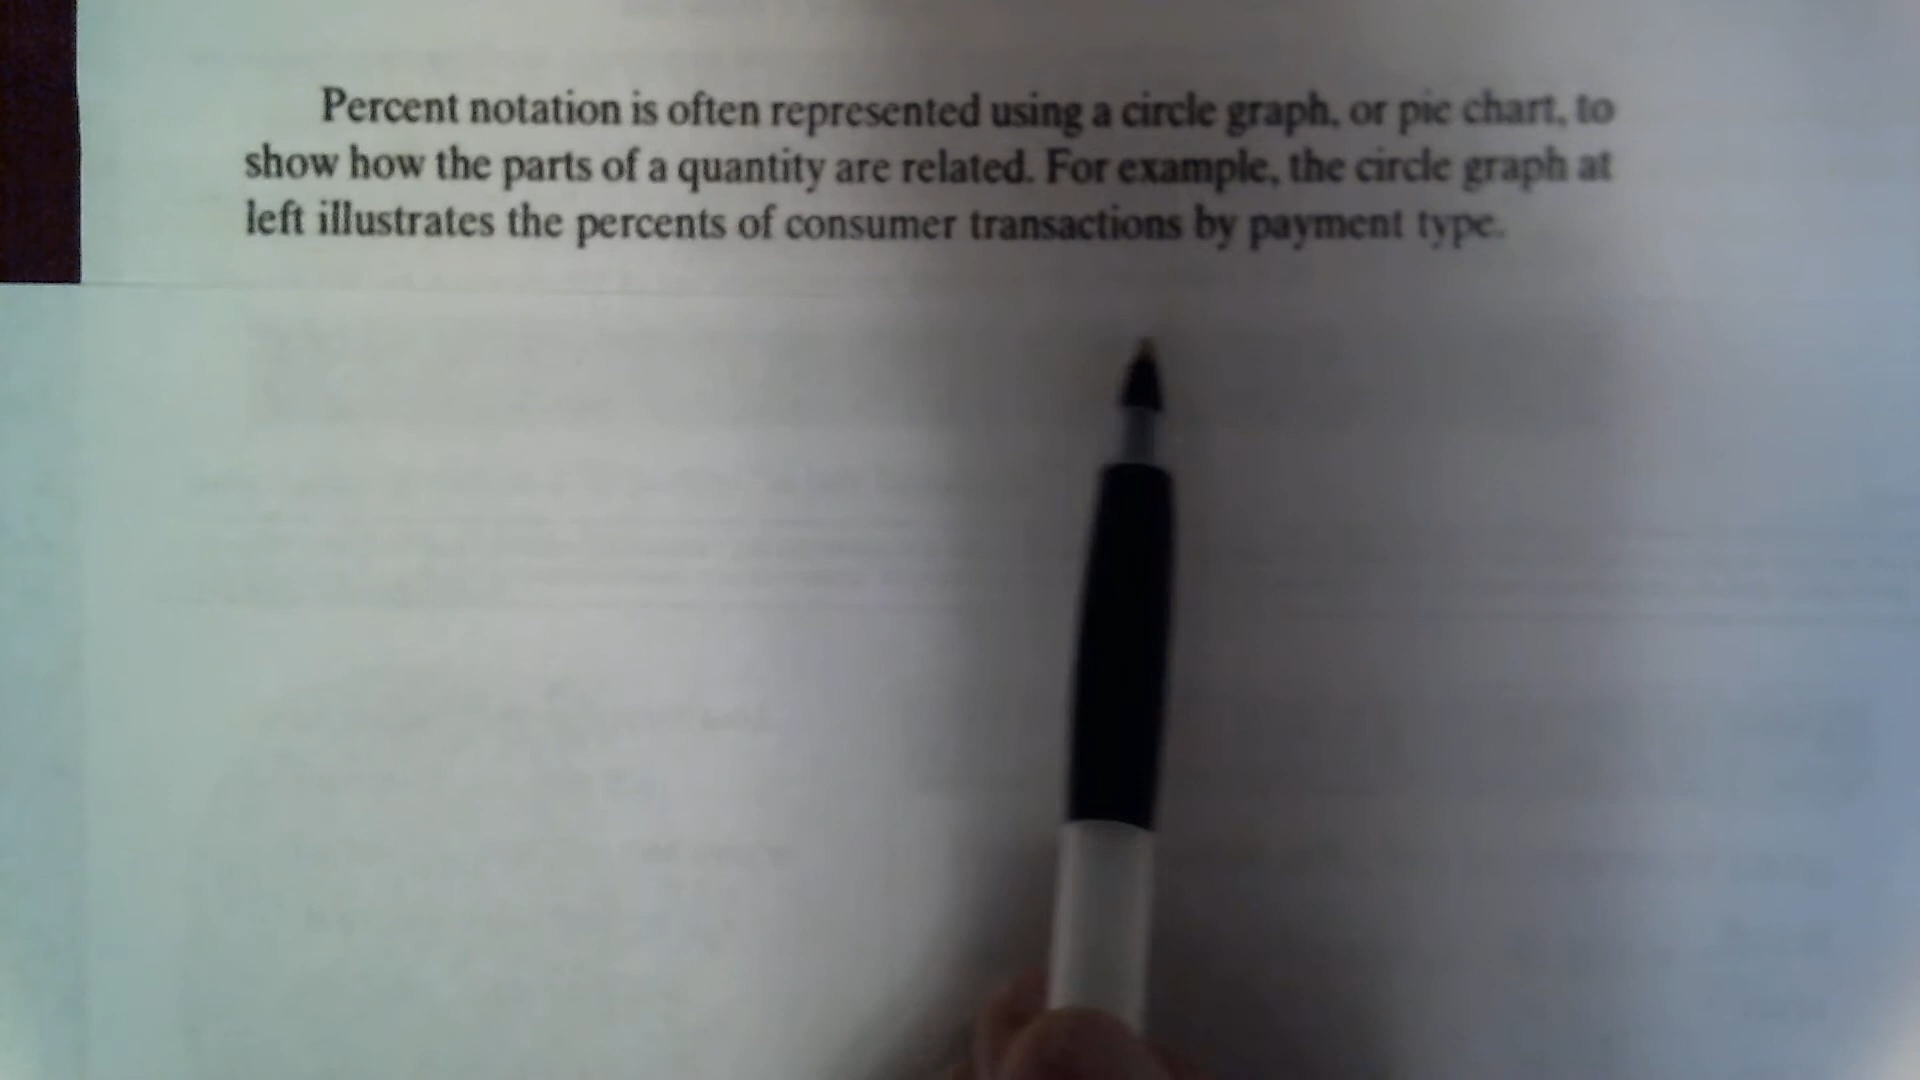 Percent notation is often represented using a circle graph, or pie chart, to
show how the parts of a quantity are related. For example, the circle graph at
left illustrates the percents of consumer transactions by payment type.